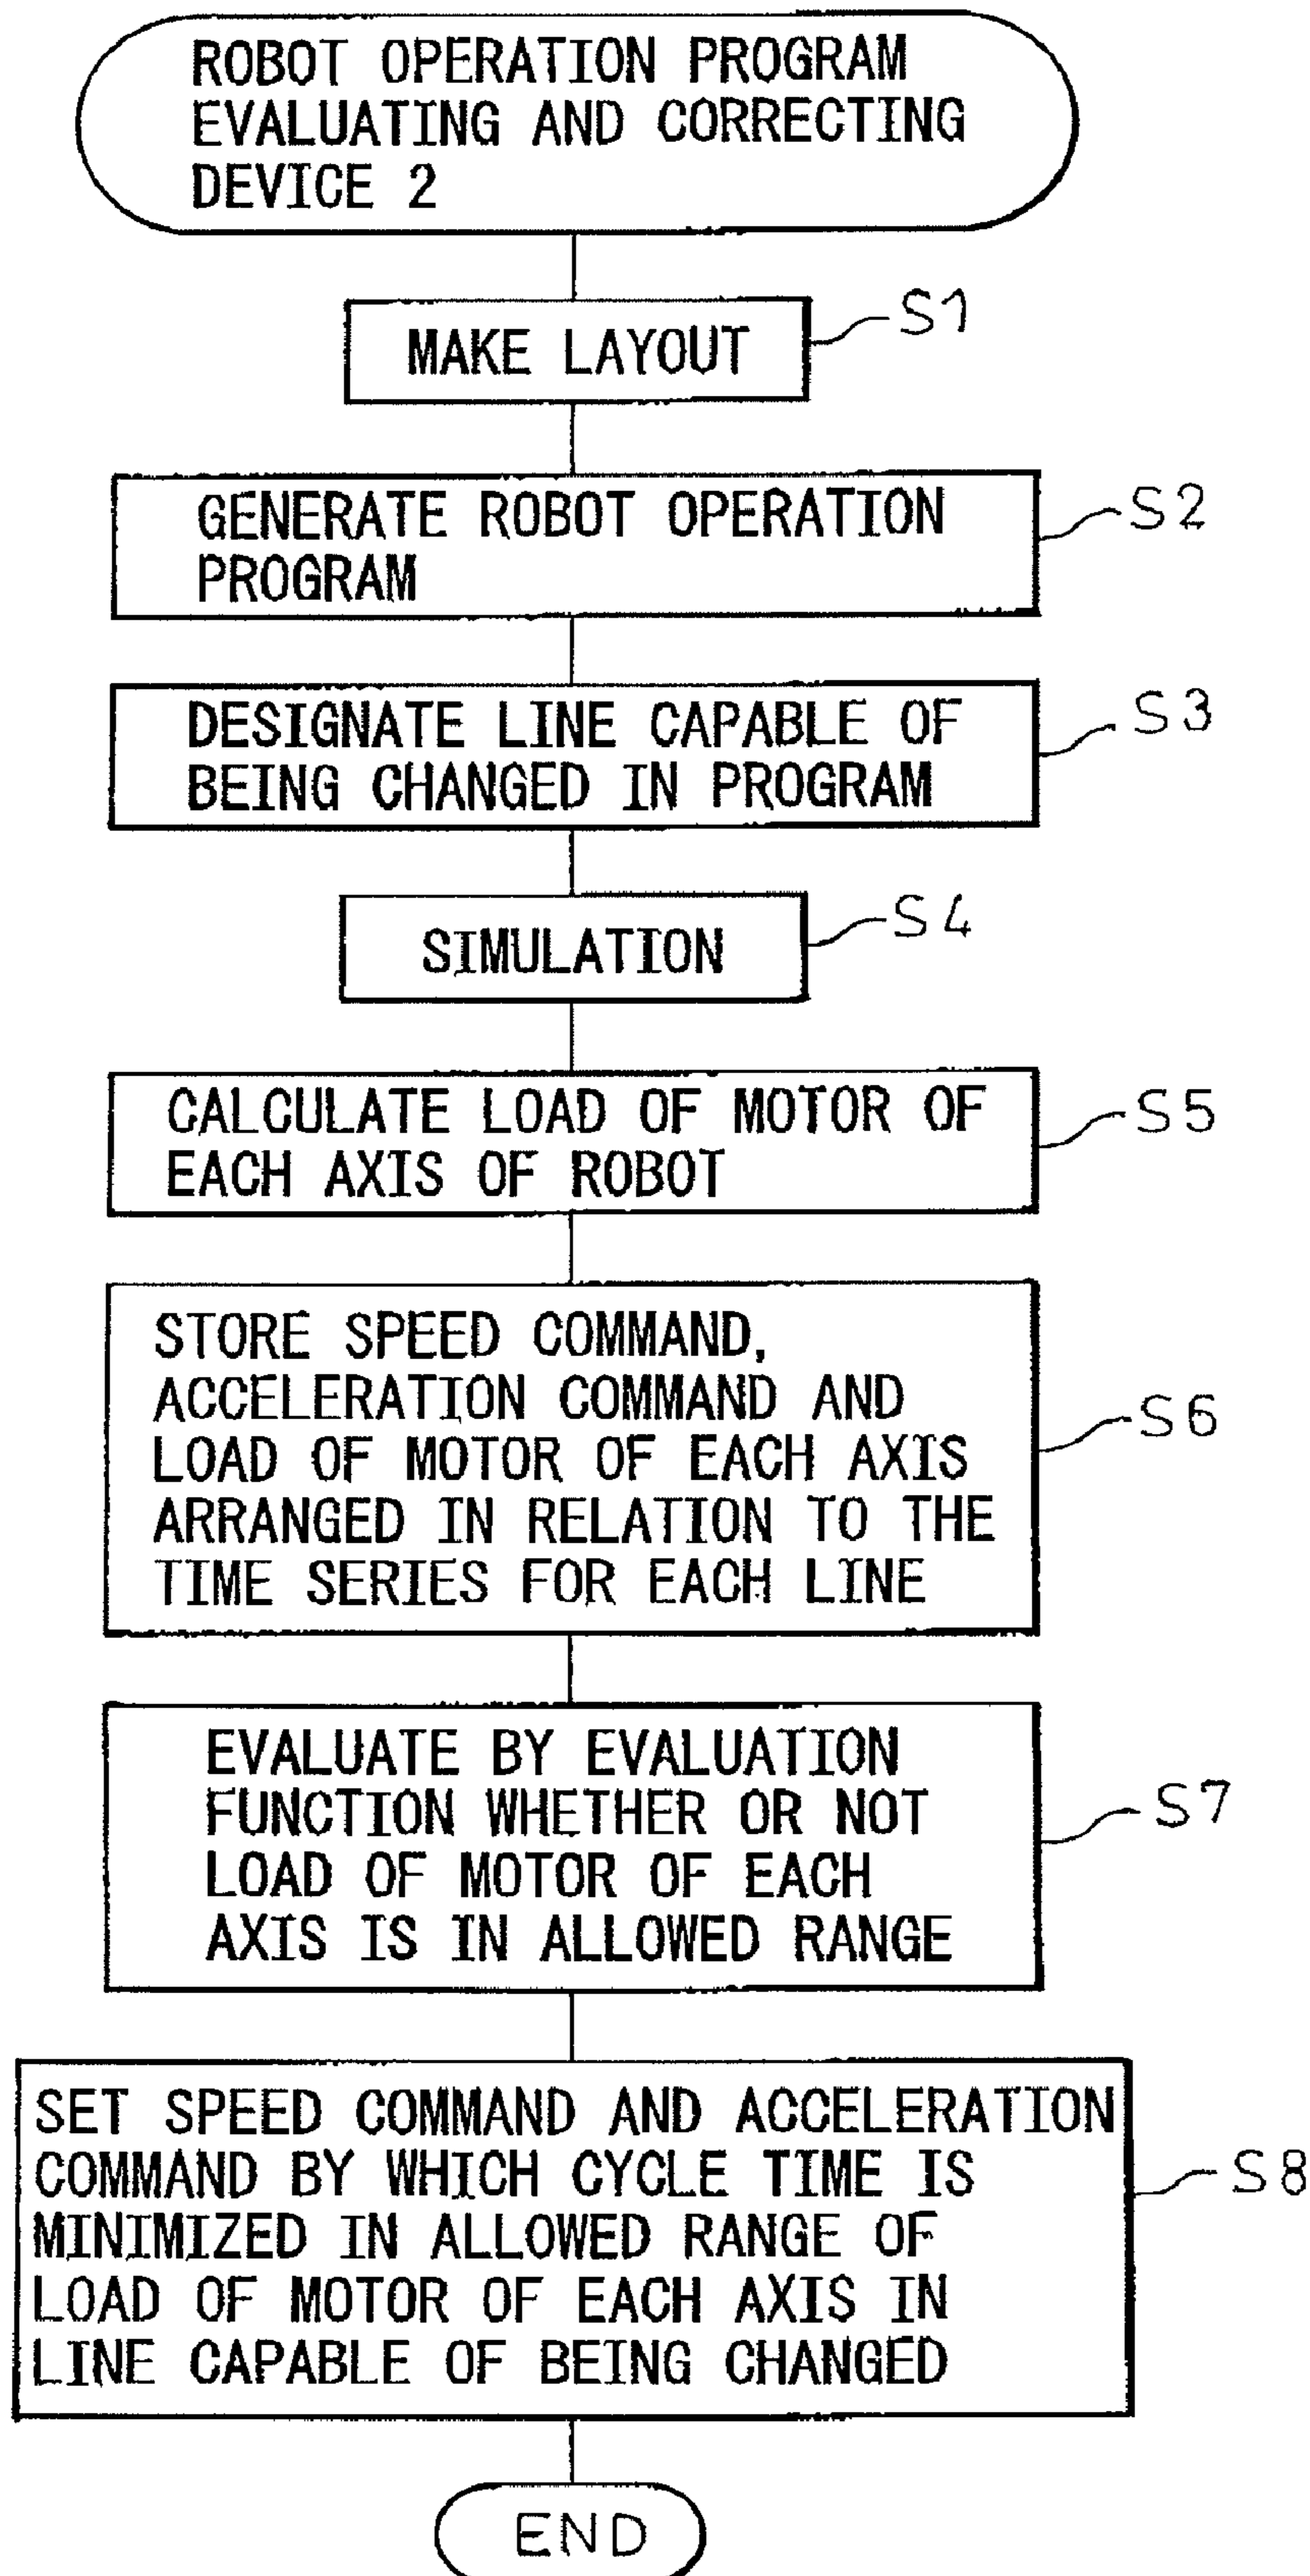 ROBOT OPERATION PROGRAM
EVALUATING AND CORRECTING
DEVICE 2
MAKE LAYOUT
S1
GENERATE ROBOT OPERATION
PROGRAM
S2
DESIGNATE LINE CAPABLE OF
BEING CHANGED IN PROGRAM
S3
SIMULATION
S4
CALCULATE LOAD OF MOTOR OF
EACH AXIS OF ROBOT
S5
STORE SPEED COMMAND,
ACCELERATION COMMAND AND
LOAD OF MOTOR OF EACH AXIS
ARRANGED IN RELATION TO THE
TIME SERIES FOR EACH LINE
S6
EVALUATE BY EVALUATION
FUNCTION WHETHER OR NOT
LOAD OF MOTOR OF EACH
AXIS IS IN ALLOWED RANGE
S7
SET SPEED COMMAND AND ACCELERATION
COMMAND BY WHICH CYCLE TIME IS
MINIMIZED IN ALLOWED RANGE OF
LOAD OF MOTOR OF EACH AXIS IN
LINE CAPABLE OF BEING CHANGED
S8
END